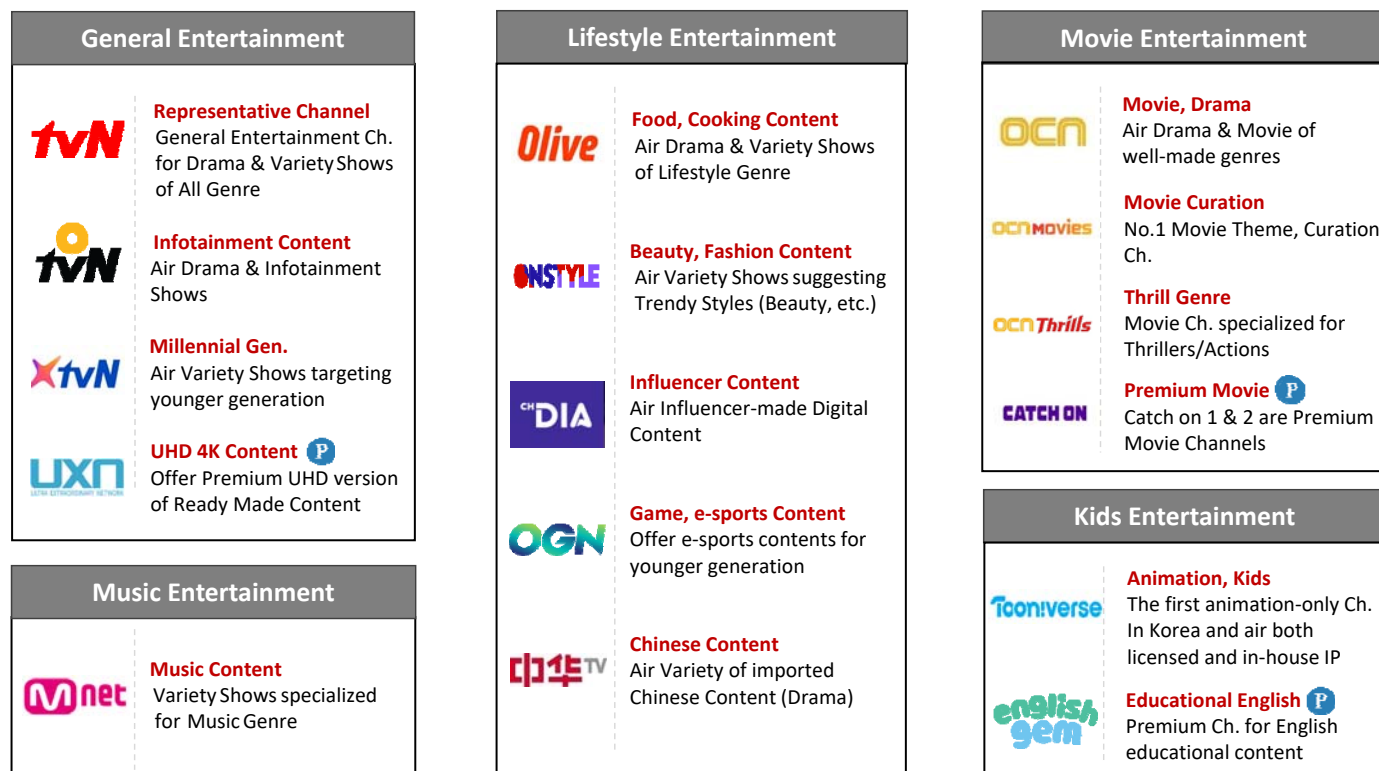 General Entertainment
tvN
Representative Channel
General Entertainment Ch.
for Drama & Variety Shows
of All Genre
O tvN
Infotainment Content
Air Drama & Infotainment
Shows
XtvN
Millennial Gen.
Air Variety Shows targeting
younger generation
UXN
ULTRA EXTRAORDINARY NETWORK
UHD 4K Content P
Offer Premium UHD version
of Ready Made Content
Music Entertainment
Mnet
Music Content
Variety Shows specialized
for Music Genre
Lifestyle Entertainment
Olive
Food, Cooking Content
Air Drama & Variety Shows
of Lifestyle Genre
ONSTYLE
Beauty, Fashion Content
Air Variety Shows suggesting
Trendy Styles (Beauty, etc.)
CH DIA
Influencer Content
Air Influencer-made Digital
Content
OGN
Game, e-sports Content
Offer e-sports contents for
younger generation
中华TV
Chinese Content
Air Variety of imported
Chinese Content (Drama)
Movie Entertainment
OCN
Movie, Drama
Air Drama & Movie of
well-made genres
OCN MOVIES
Movie Curation
No.1 Movie Theme, Curation
Ch.
OCN Thrills
Thrill Genre
Movie Ch. specialized for
Thrillers/Actions
CATCH ON
Premium Movie P
Catch on 1 & 2 are Premium
Movie Channels
Kids Entertainment
Tooniverse
Animation, Kids
The first animation-only Ch.
In Korea and air both
licensed and in-house IP
english
gem
Educational English P
Premium Ch. for English
educational content